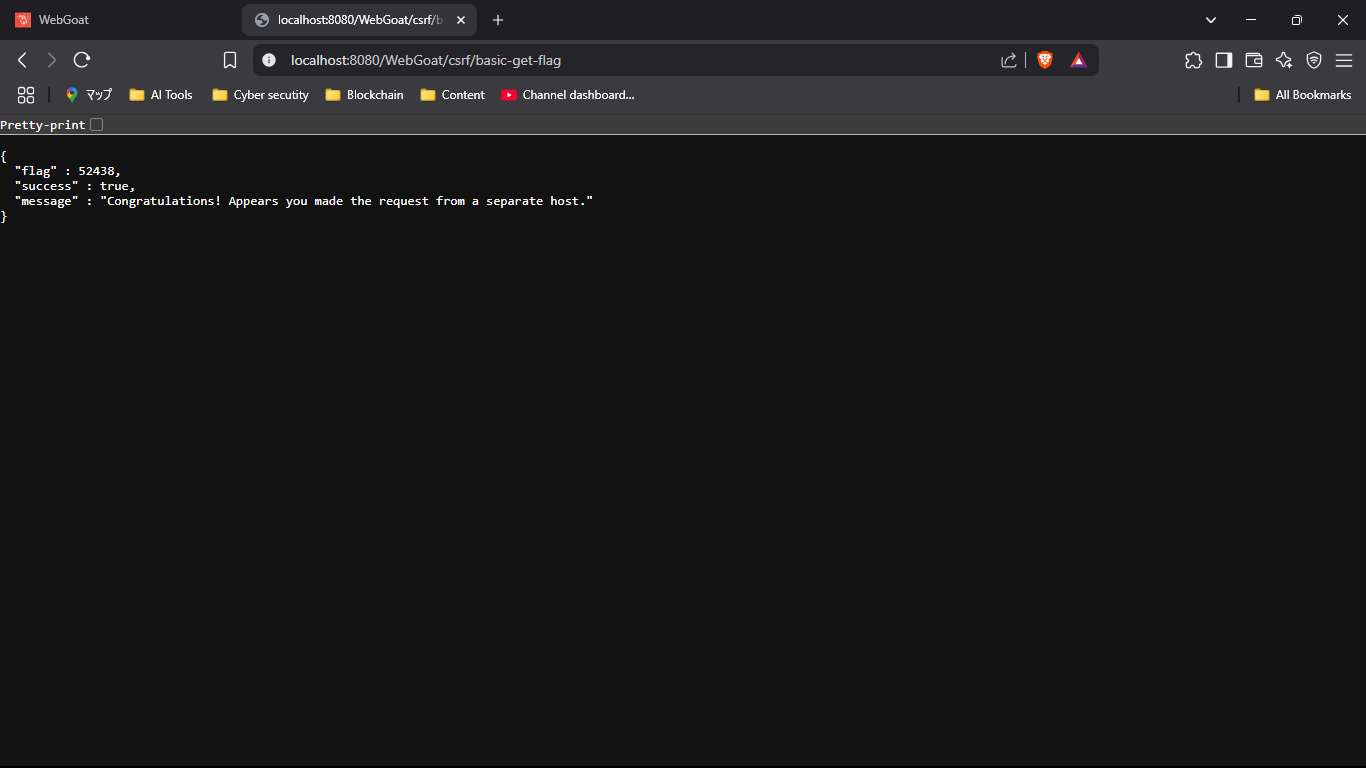 WebGoat
localhost:8080/WebGoat/csrf/b
localhost:8080/WebGoat/csrf/basic-get-flag
マップ
AI Tools
Cyber secutity
Blockchain
Content
Channel dashboard...
All Bookmarks
Pretty-print
{
"flag" : 52438,
"success" : true,
"message" : "Congratulations! Appears you made the request from a separate host."
}